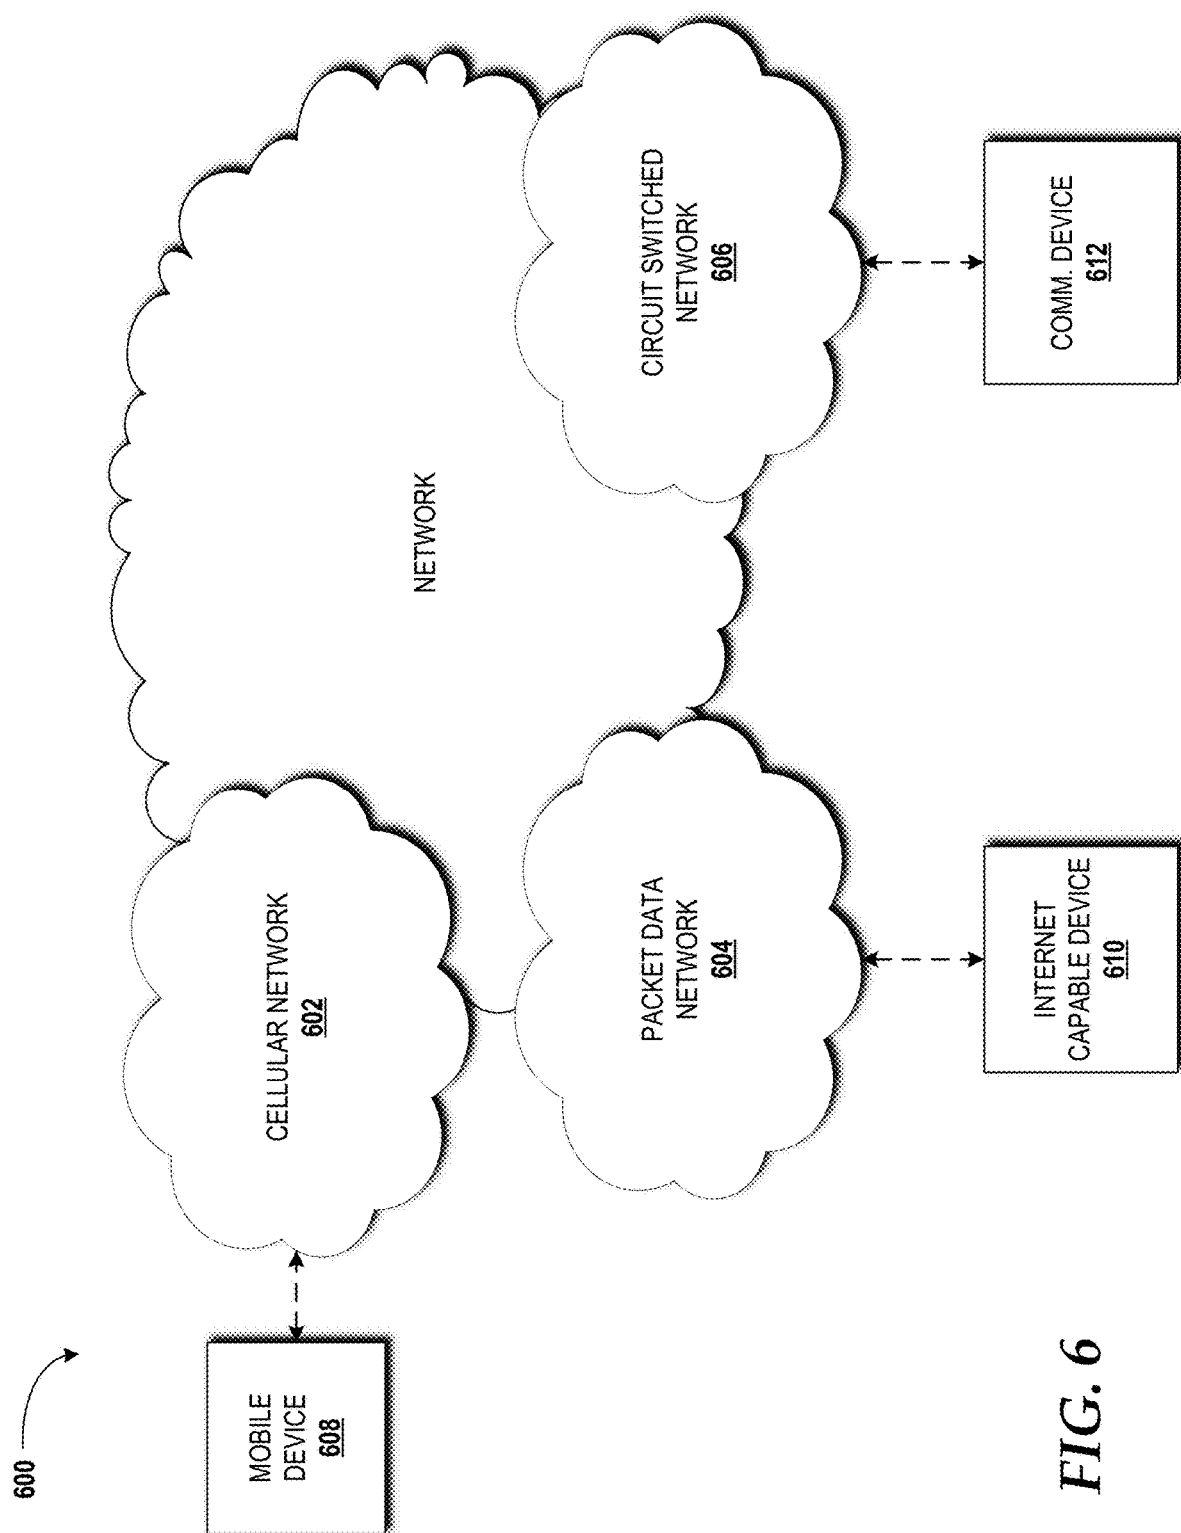 600
MOBILE
DEVICE
608
CELLULAR NETWORK
602
NETWORK
PACKET DATA
NETWORK
604
CIRCUIT SWITCHED
NETWORK
606
INTERNET
CAPABLE DEVICE
610
COMM. DEVICE
612
FIG. 6